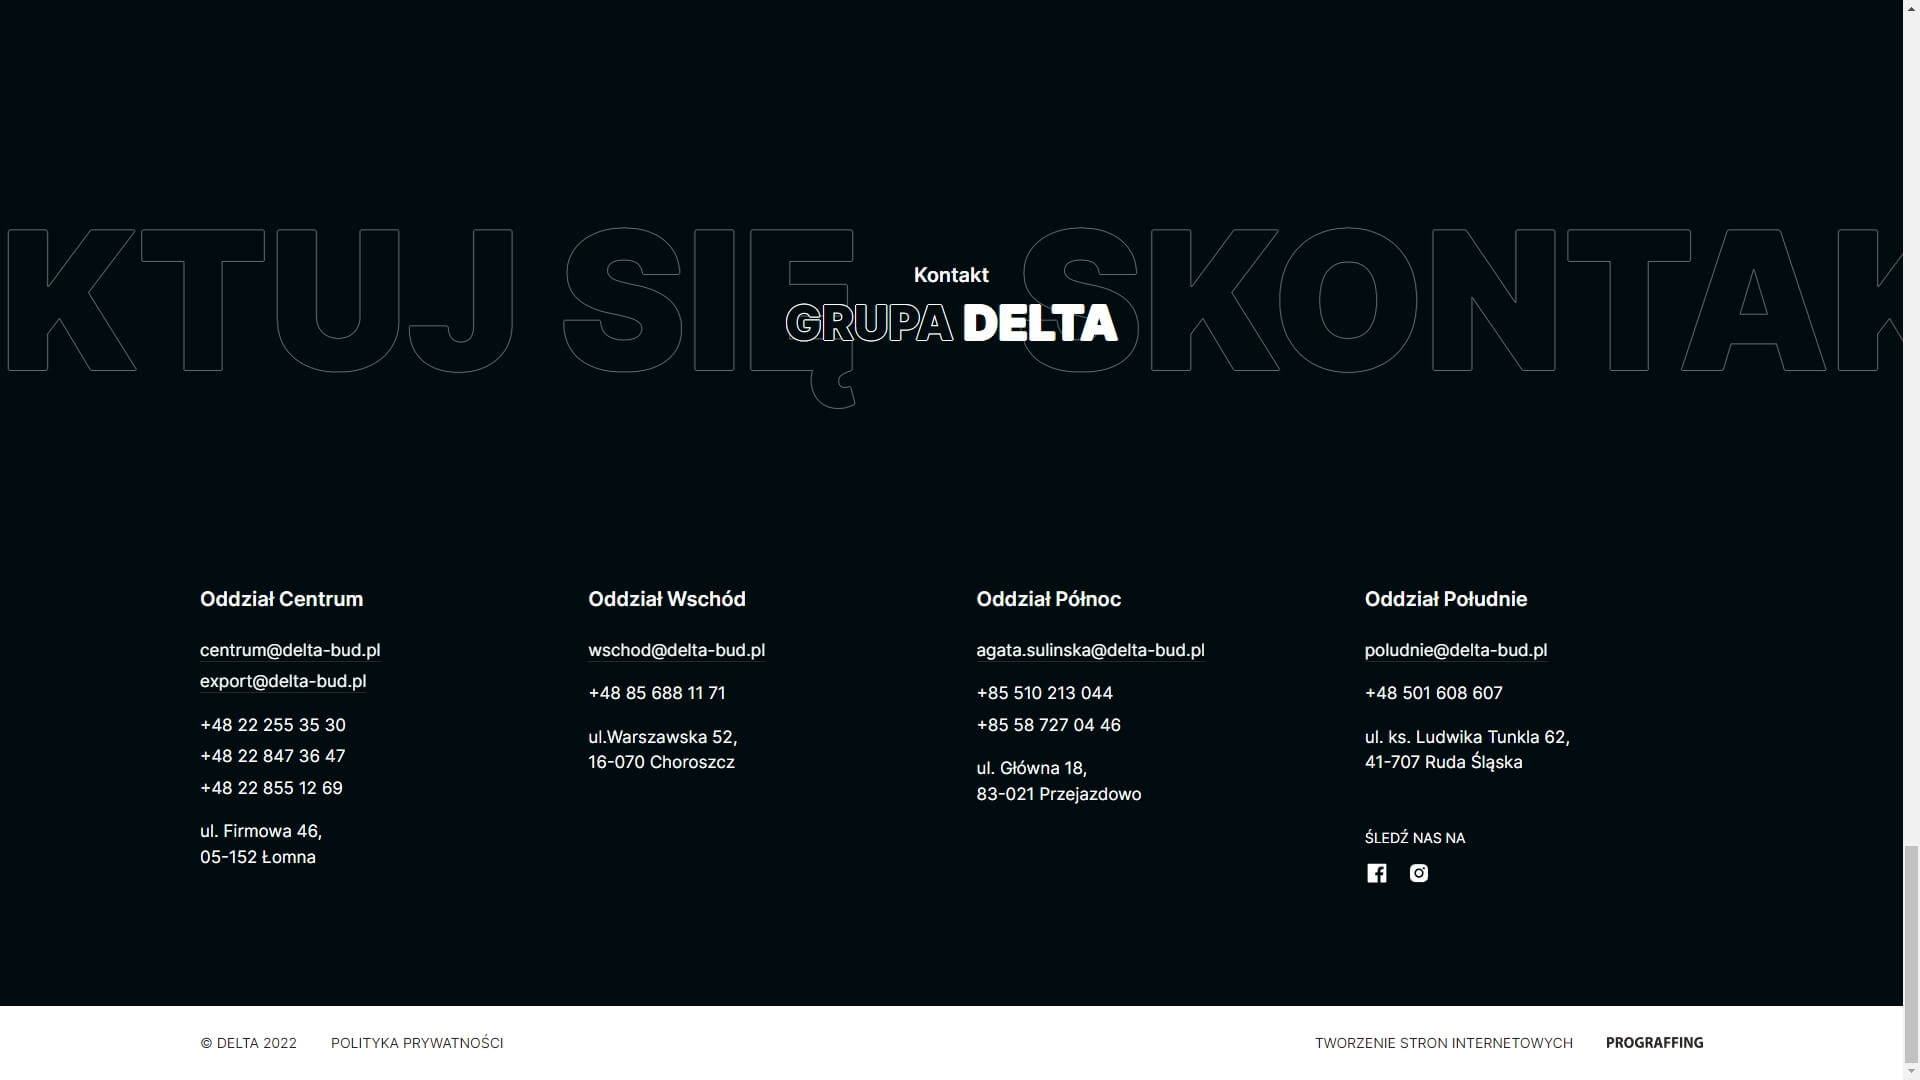 KTUJ SIĘ SKONTAK
Kontakt
GRUPA DELTA
Oddział Centrum
centrum@delta-bud.pl
export@delta-bud.pl
+48 22 255 35 30
+48 22 847 36 47
+48 22 855 12 69
ul. Firmowa 46,
05-152 Łomna
Oddział Wschód
wschod@delta-bud.pl
+48 85 688 11 71
ul.Warszawska 52,
16-070 Choroszcz
Oddział Północ
agata.sulinska@delta-bud.pl
+85 510 213 044
+85 58 727 04 46
ul. Główna 18,
83-021 Przejazdowo
Oddział Południe
poludnie@delta-bud.pl
+48 501 608 607
ul. ks. Ludwika Tunkla 62,
41-707 Ruda Śląska
ŚLEDŹ NAS NA
© DELTA 2022 POLITYKA PRYWATNOŚCI TWORZENIE STRON INTERNETOWYCH PROGRAFFING